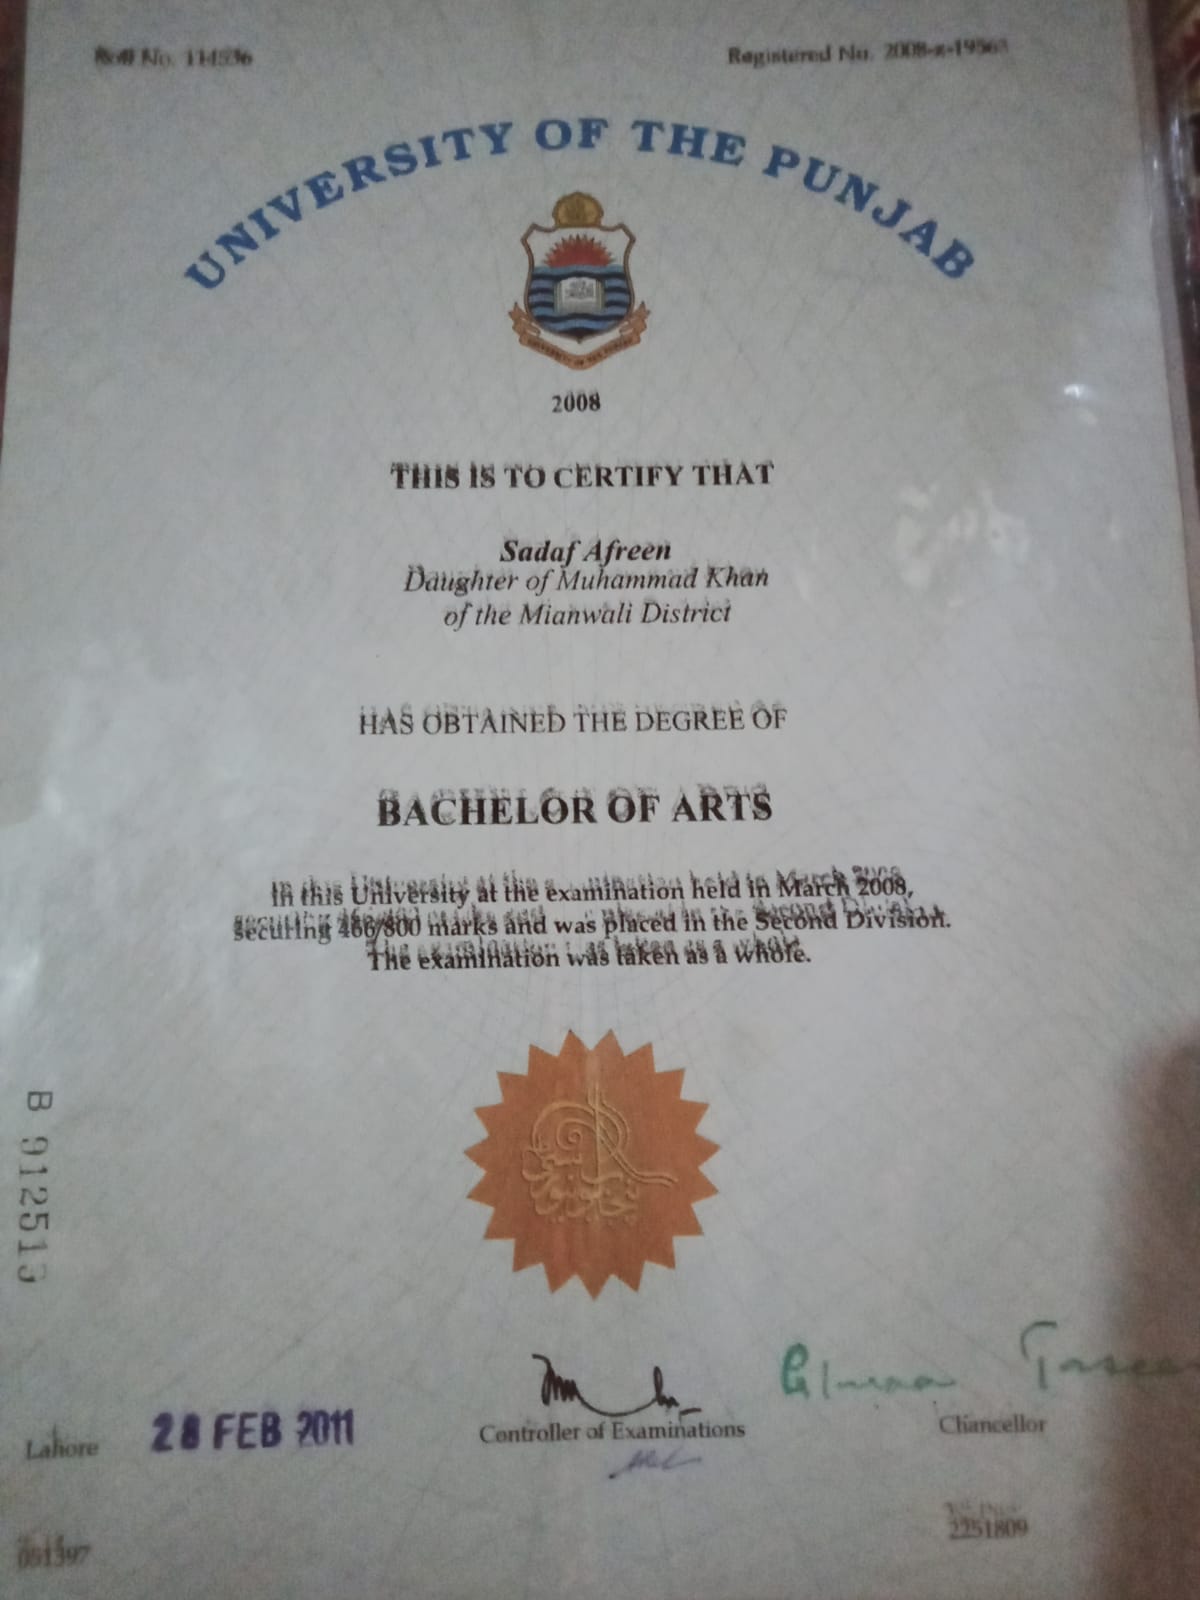 Roll No. 114536
Registered No. 2008-z-19563
UNIVERSITY OF THE PUNJAB
2008
THIS IS TO CERTIFY THAT
Sadaf Afreen
Daughter of Muhammad Khan
of the Mianwali District
HAS OBTAINED THE DEGREE OF
BACHELOR OF ARTS
In this University at the examination held in March 2008,
securing 466/800 marks and was placed in the Second Division.
The examination was taken as a whole.
B 912513
Lahore
28 FEB 2011
Controller of Examinations
Chancellor
051397
2251809